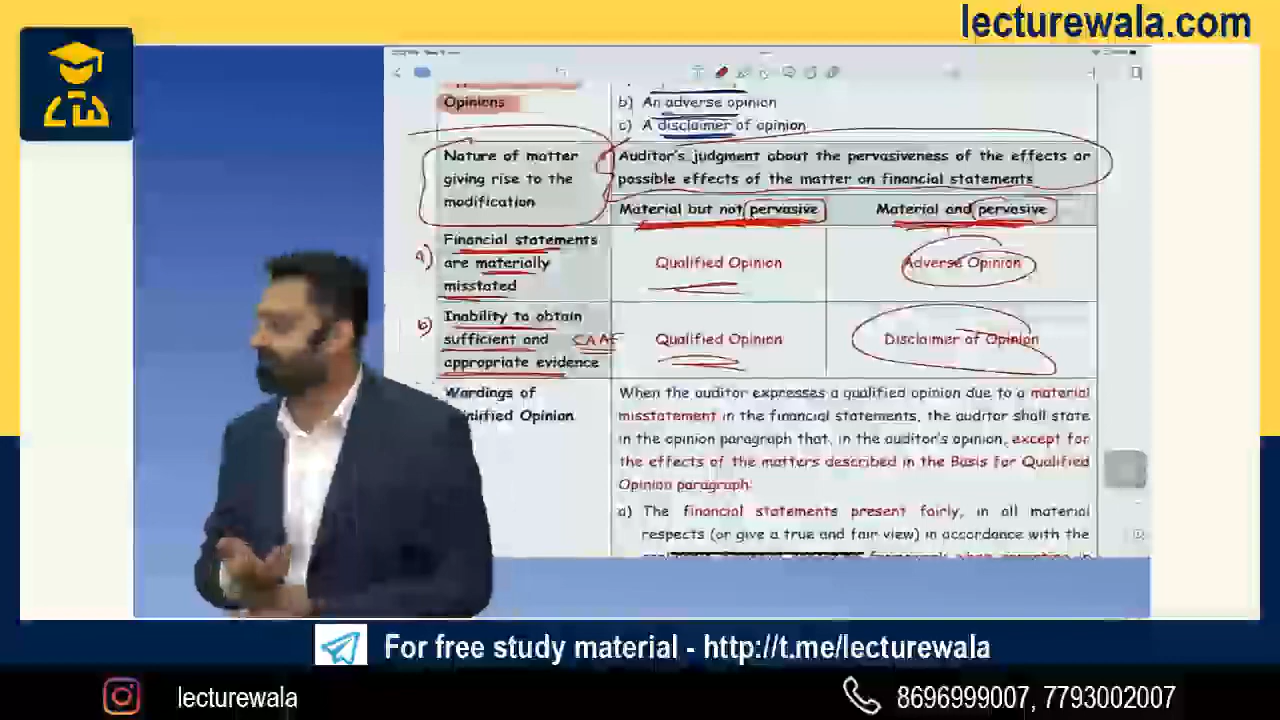 lecturewala.com
Opinions
b) An adverse opinion
c) A disclaimer of opinion
Nature of matter
giving rise to the
modification
Auditor's judgment about the pervasiveness of the effects or
possible effects of the matter on financial statements
Material but not pervasive
Material and pervasive
a)
Financial statements
are materially
misstated
Qualified Opinion
Adverse Opinion
b)
Inability to obtain
sufficient and
appropriate evidence
Qualified Opinion
Disclaimer of Opinion
Wardings of
Opinion
When the auditor expresses a qualified opinion due to a material
misstatement in the financial statements, the auditor shall state
in the opinion paragraph that, in the auditor's opinion, except for
the effects of the matters described in the Basis for Qualified
Opinion paragraph:
a) The financial statements present fairly, in all material
respects (or give a true and fair view) in accordance with the
For free study material - http://t.me/lecturewala
lecturewala
8696999007, 7793002007